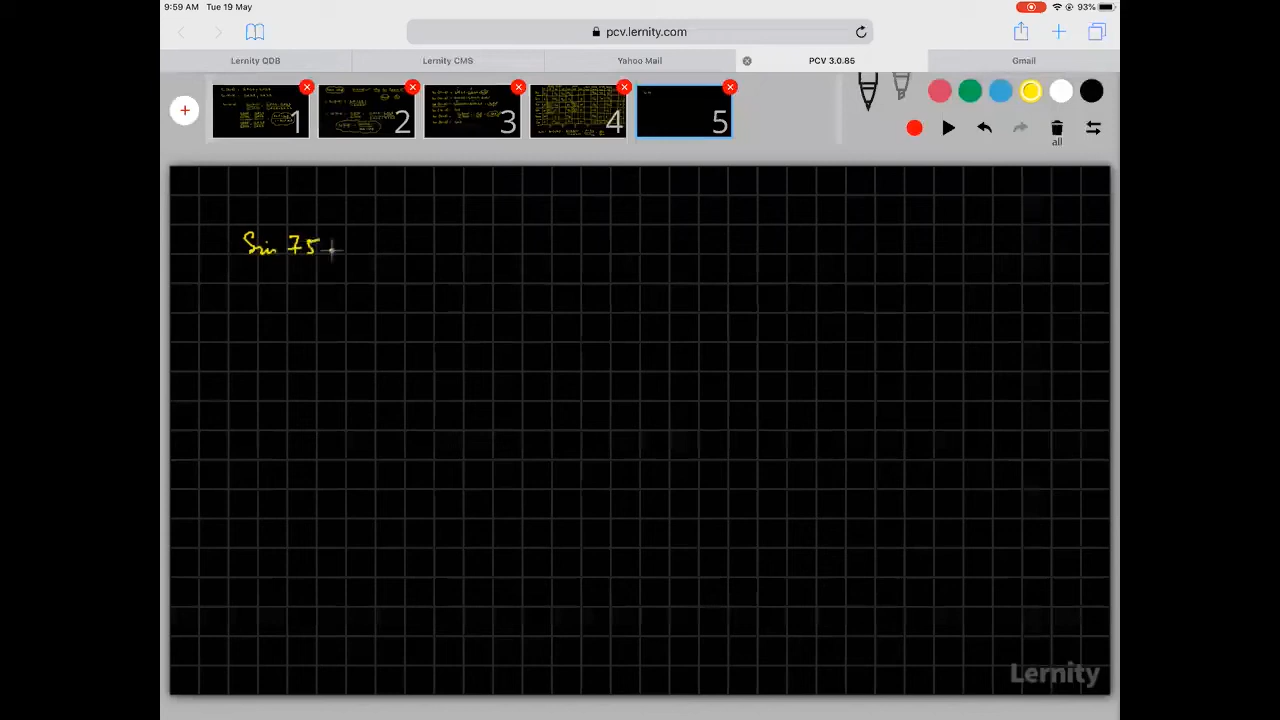 9:59 AM Tue 19 May 93%
pcv.lernity.com
Lernity QDB Lernity CMS Yahoo Mail PCV 3.0.85 Gmail
1 2 3 4 5
all
Sin 75
Lernity